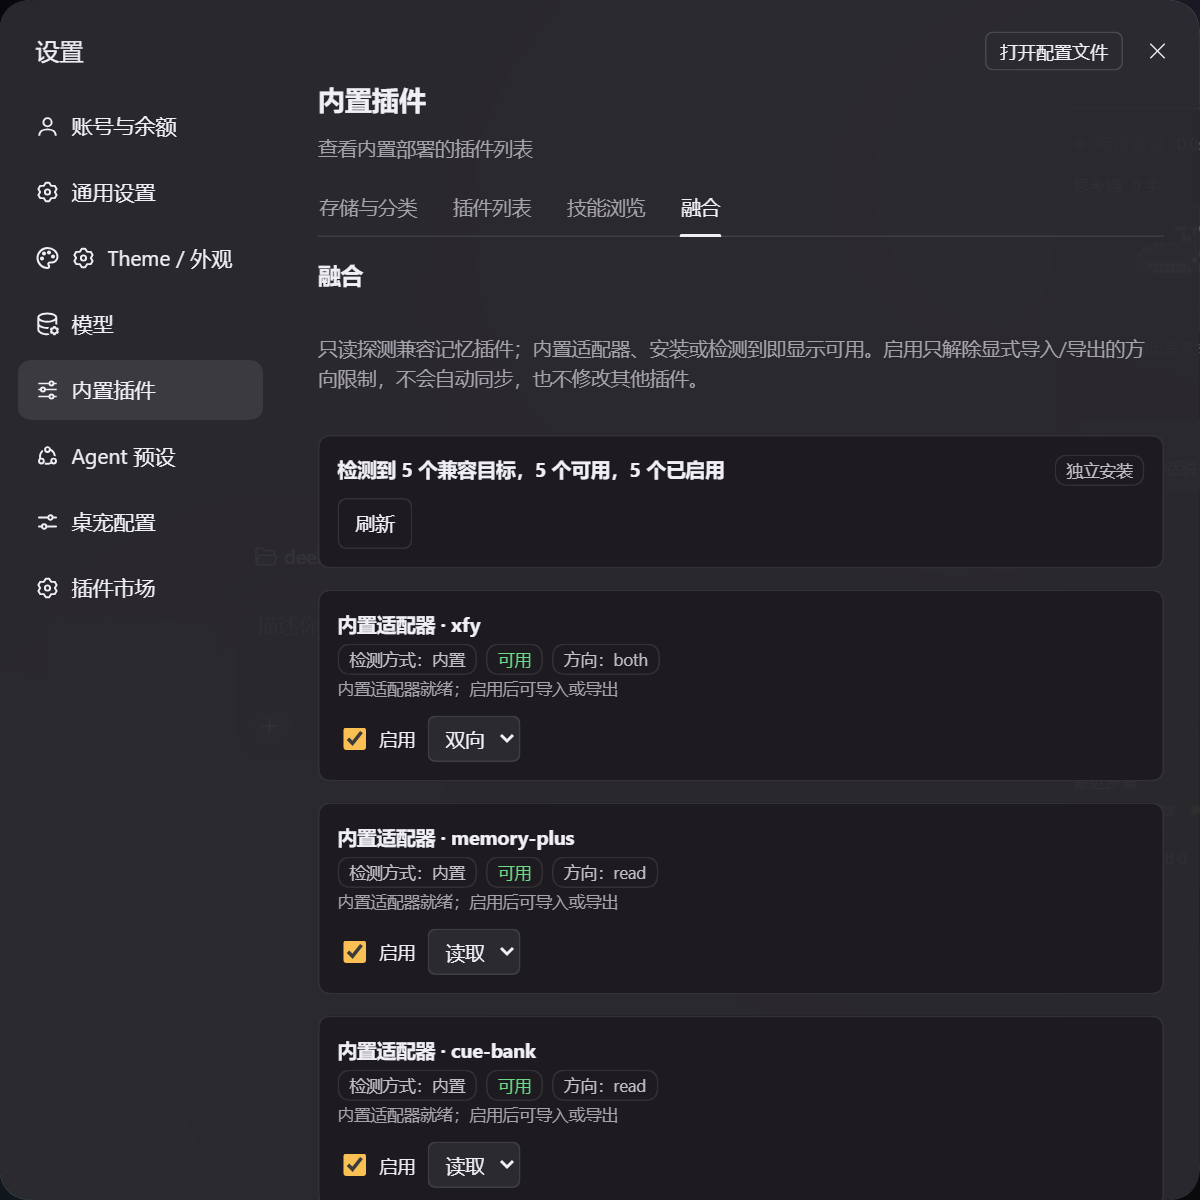 设置
打开配置文件
账号与余额
通用设置
Theme / 外观
模型
内置插件
Agent 预设
桌宠配置
插件市场
内置插件
查看内置部署的插件列表
存储与分类 插件列表 技能浏览 融合
融合
只读探测兼容记忆插件；内置适配器、安装或检测到即显示可用。启用只解除显式导入/导出的方
向限制，不会自动同步，也不修改其他插件。
检测到 5 个兼容目标，5 个可用，5 个已启用
独立安装
刷新
内置适配器 · xfy
检测方式：内置 可用 方向：both
内置适配器就绪；启用后可导入或导出
启用 双向
内置适配器 · memory-plus
检测方式：内置 可用 方向：read
内置适配器就绪；启用后可导入或导出
启用 读取
内置适配器 · cue-bank
检测方式：内置 可用 方向：read
内置适配器就绪；启用后可导入或导出
启用 读取